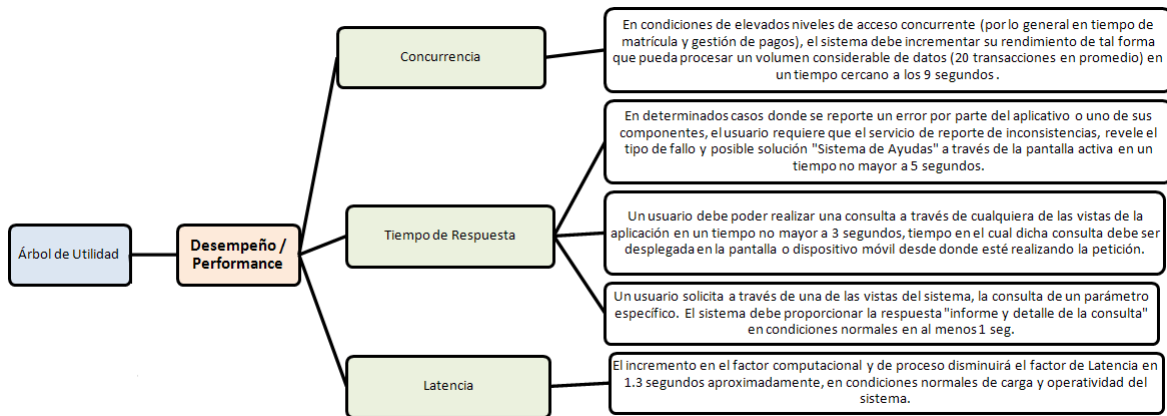 Árbol de Utilidad
Desempeño /
Performance
Concurrencia
En condiciones de elevados niveles de acceso concurrente (por lo general en tiempo de
matrícula y gestión de pagos), el sistema debe incrementar su rendimiento de tal forma
que pueda procesar un volumen considerable de datos (20 transacciones en promedio) en
un tiempo cercano a los 9 segundos .
Tiempo de Respuesta
En determinados casos donde se reporte un error por parte del aplicativo o uno de sus
componentes, el usuario requiere que el servicio de reporte de inconsistencias, revele el
tipo de fallo y posible solución "Sistema de Ayudas" a través de la pantalla activa en un
tiempo no mayor a 5 segundos.
Un usuario debe poder realizar una consulta a través de cualquiera de las vistas de la
aplicación en un tiempo no mayor a 3 segundos, tiempo en el cual dicha consulta debe ser
desplegada en la pantalla o dispositivo móvil desde donde esté realizando la petición.
Un usuario solicita a través de una de las vistas del sistema, la consulta de un parámetro
específico. El sistema debe proporcionar la respuesta "informe y detalle de la consulta"
en condiciones normales en al menos 1 seg.
Latencia
El incremento en el factor computacional y de proceso disminuirá el factor de Latencia en
1.3 segundos aproximadamente, en condiciones normales de carga y operatividad del
sistema.